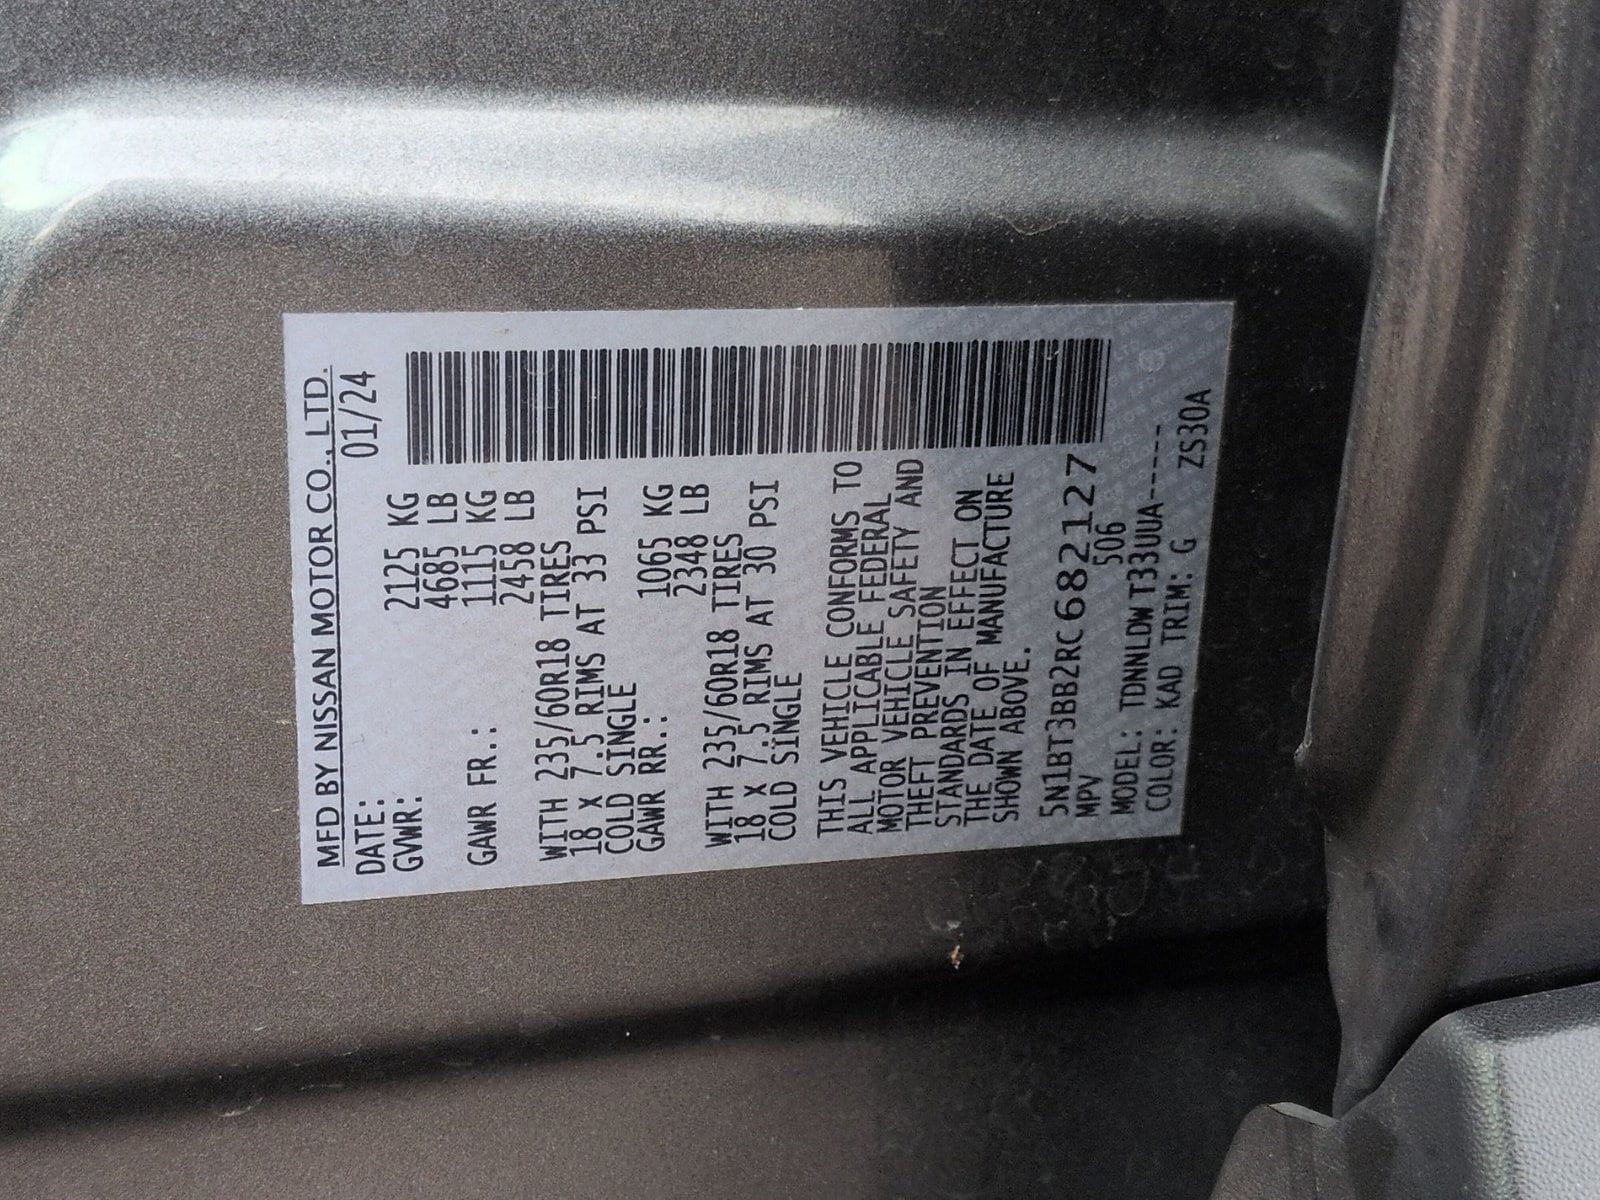 MFD BY NISSAN MOTOR CO., LTD.
DATE: 01/24
GVWR: 2125 KG
4685 LB
GAWR FR.: 1115 KG
2458 LB
WITH 235/60R18 TIRES
18 X 7.5 RIMS AT 33 PSI
COLD SINGLE
GAWR RR.: 1065 KG
2348 LB
WITH 235/60R18 TIRES
18 X 7.5 RIMS AT 30 PSI
COLD SINGLE
THIS VEHICLE CONFORMS TO
ALL APPLICABLE FEDERAL
MOTOR VEHICLE SAFETY AND
THEFT PREVENTION
STANDARDS IN EFFECT ON
THE DATE OF MANUFACTURE
SHOWN ABOVE.
5N1BT3BB2RC682127
MPV 506
MODEL: TDNNLDW T33UUA-----
COLOR: KAD TRIM: G ZS30A